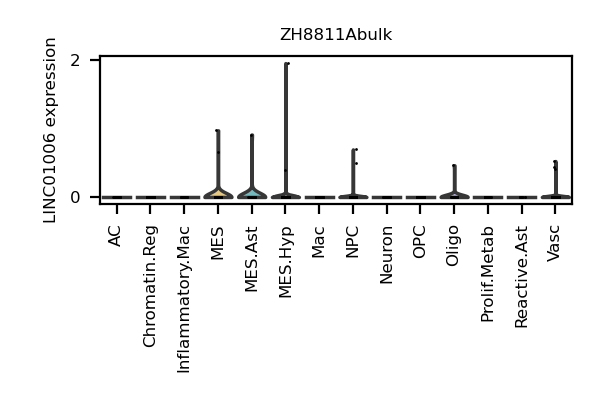 ZH8811Abulk
LINC01006 expression
2
0
AC
Chromatin.Reg
Inflammatory.Mac
MES
MES.Ast
MES.Hyp
Mac
NPC
Neuron
OPC
Oligo
Prolif.Metab
Reactive.Ast
Vasc